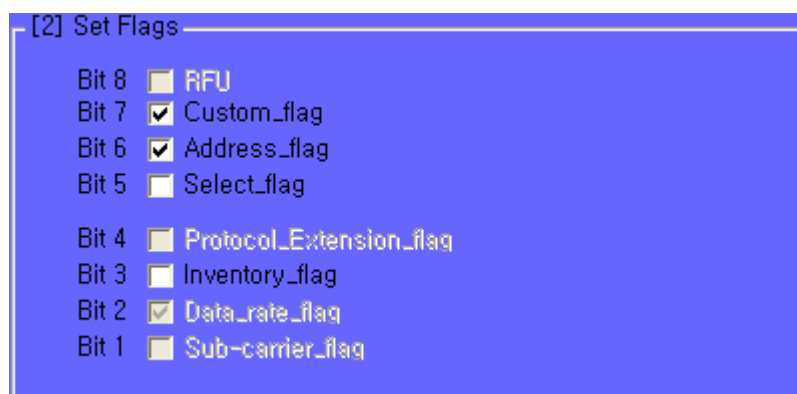 [2] Set Flags
Bit 8 RFU
Bit 7 Custom_flag
Bit 6 Address_flag
Bit 5 Select_flag
Bit 4 Protocol_Extension_flag
Bit 3 Inventory_flag
Bit 2 Data_rate_flag
Bit 1 Sub-carrier_flag